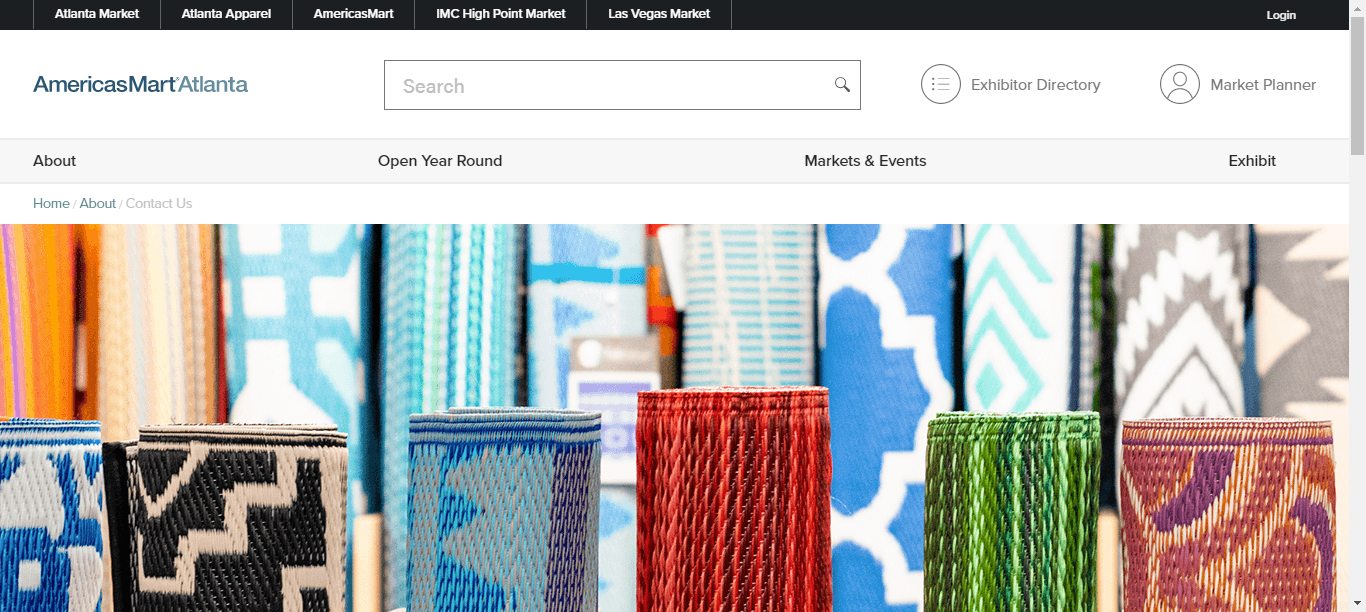 Atlanta Market Atlanta Apparel AmericasMart IMC High Point Market Las Vegas Market Login
AmericasMart Atlanta Search Exhibitor Directory Market Planner
About Open Year Round Markets & Events Exhibit
Home / About / Contact Us